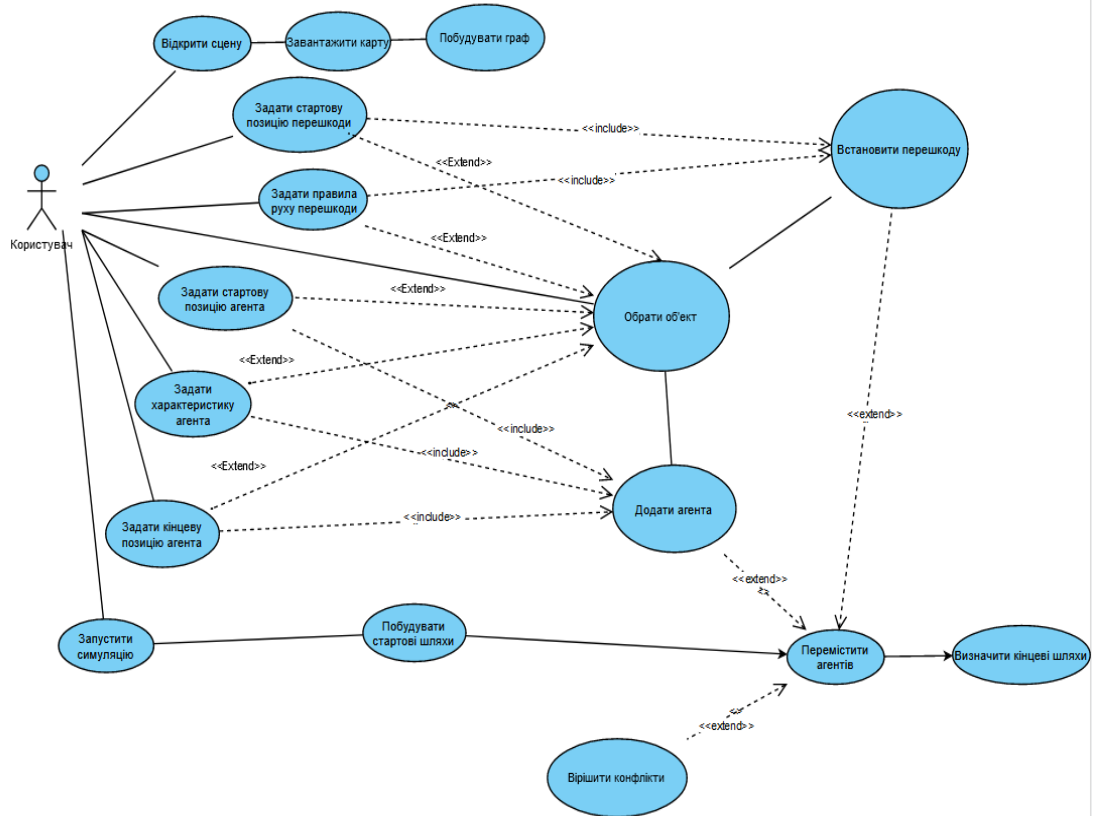 Відкрити сцену
Завантажити карту
Побудувати граф
Задати стартову
позицію перешкоди
<<include>>
Встановити перешкоду
<<Extend>>
Задати правила
руху перешкоди
<<include>>
Користувач
<<Extend>>
Задати стартову
позицію агента
<<Extend>>
Обрати об'ект
<<Extend>>
Задати
характеристику
агента
<<extend>>
<<include>>
<<include>>
<<Extend>>
Додати агента
Задати кінцеву
позицію агента
<<include>>
<<extend>>
Запустити
симуляцію
Побудувати
стартові шляхи
Перемістити
агентів
Визначити кінцеві шляхи
<<extend>>
Вірішити конфлікти